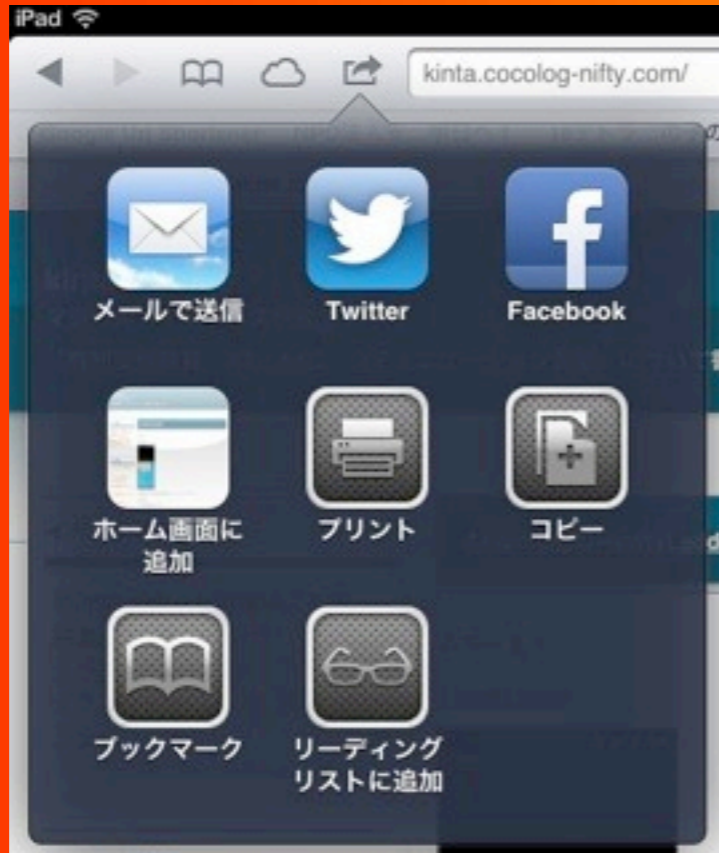 iPad
kinta.cocolog-nifty.com/
メールで送信
Twitter
Facebook
ホーム画面に
追加
プリント
コピー
ブックマーク
リーディング
リストに追加